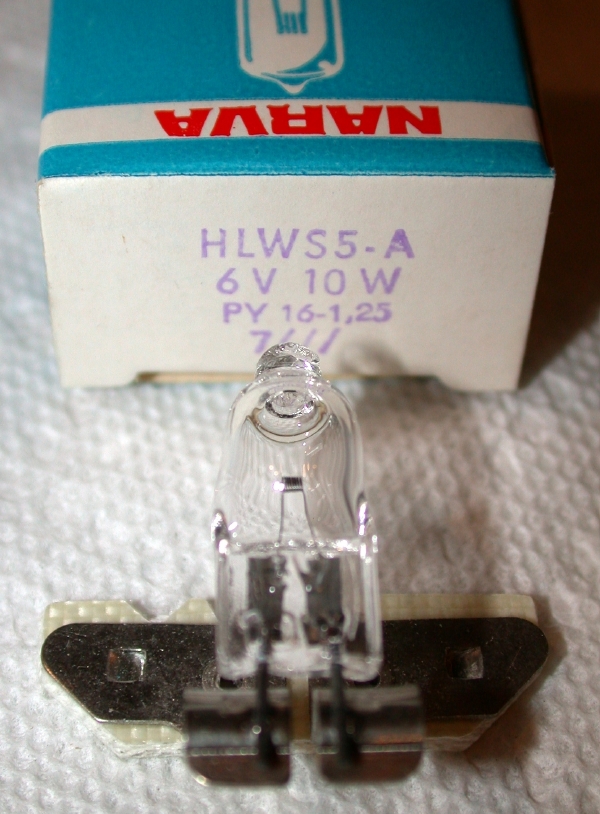 NARVA
HLWS5-A
6 V 10 W
PY 16-1,25